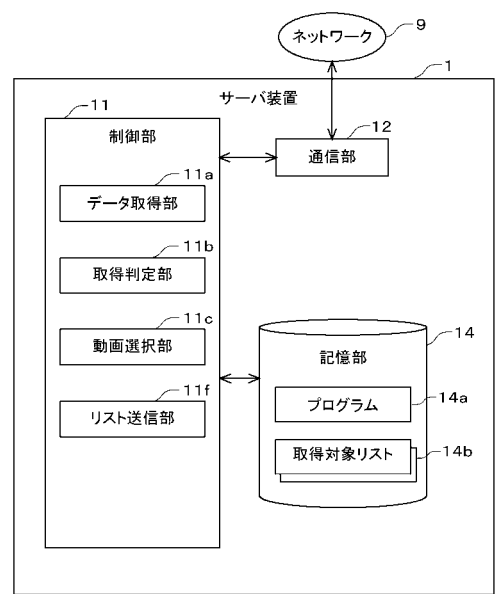 ネットワーク
9
1
サーバ装置
11
制御部
12
通信部
11a
データ取得部
11b
取得判定部
11c
動画選択部
11f
リスト送信部
14
記憶部
プログラム
14a
取得対象リスト
14b